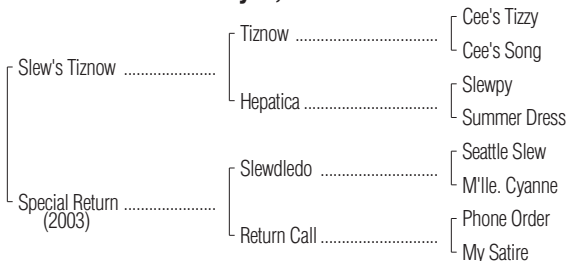 Cee's Tizzy
Tiznow ..................................
Cee's Song
Slew's Tiznow ......................
Slewpy
Hepatica ................................
Summer Dress
Seattle Slew
Slewdledo ..............................
M'lle. Cyanne
Special Return ......................
(2003)
Phone Order
Return Call ............................
My Satire